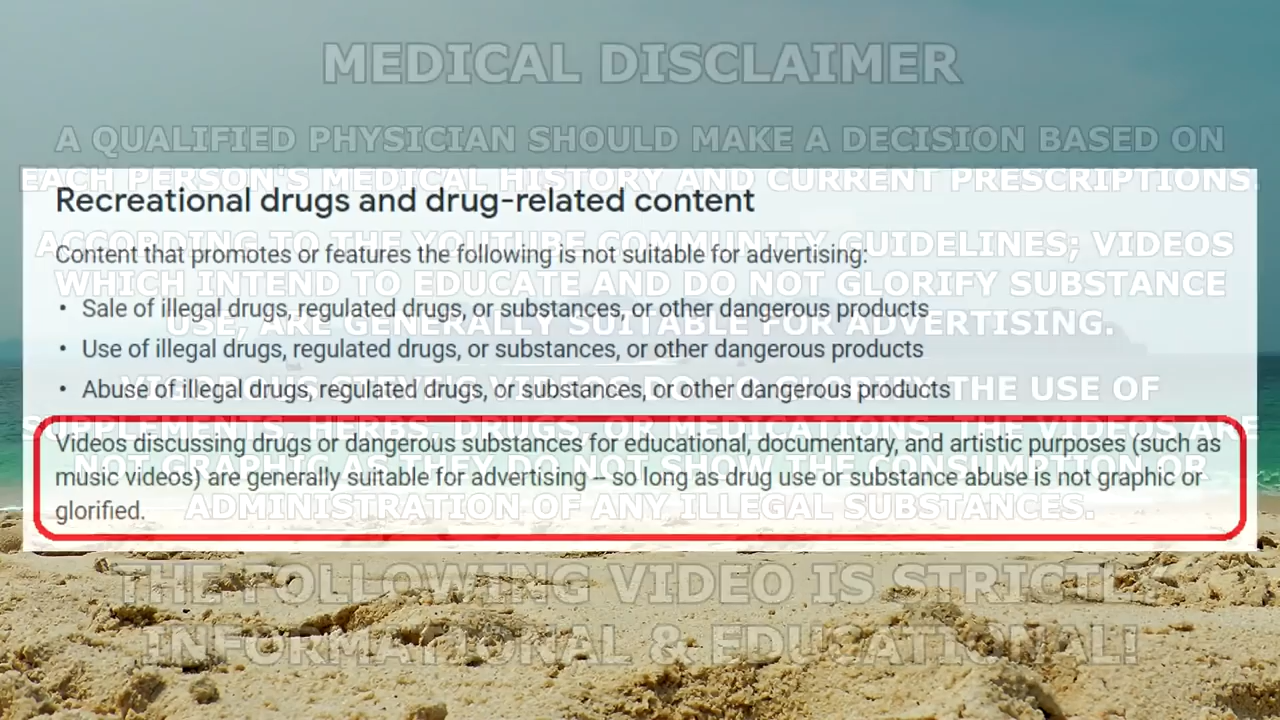 MEDICAL DISCLAIMER
A QUALIFIED PHYSICIAN SHOULD MAKE A DECISION BASED ON
EACH PERSON'S MEDICAL HISTORY AND CURRENT PRESCRIPTIONS.
Recreational drugs and drug-related content
ACCORDING TO THE YOUTUBE COMMUNITY GUIDELINES; VIDEOS
Content that promotes or features the following is not suitable for advertising:
WHICH INTEND TO EDUCATE AND DO NOT GLORIFY SUBSTANCE
• Sale of illegal drugs, regulated drugs, or substances, or other dangerous products
USE, ARE GENERALLY SUITABLE FOR ADVERTISING.
• Use of illegal drugs, regulated drugs, or substances, or other dangerous products
VIGOROUS STEVE'S VIDEOS DON'T GLORIFY THE USE OF
• Abuse of illegal drugs, regulated drugs, or substances, or other dangerous products
SUPPLEMENTS, HERBS, DRUGS, OR MEDICATIONS. THE VIDEOS ARE
Videos discussing drugs or dangerous substances for educational, documentary, and artistic purposes (such as
NOT GRAPHIC AS THEY DO NOT SHOW THE CONSUMPTION OR
music videos) are generally suitable for advertising – so long as drug use or substance abuse is not graphic or
ADMINISTRATION OF ANY ILLEGAL SUBSTANCES.
glorified.
THE FOLLOWING VIDEO IS STRICTLY
INFORMATIONAL & EDUCATIONAL!